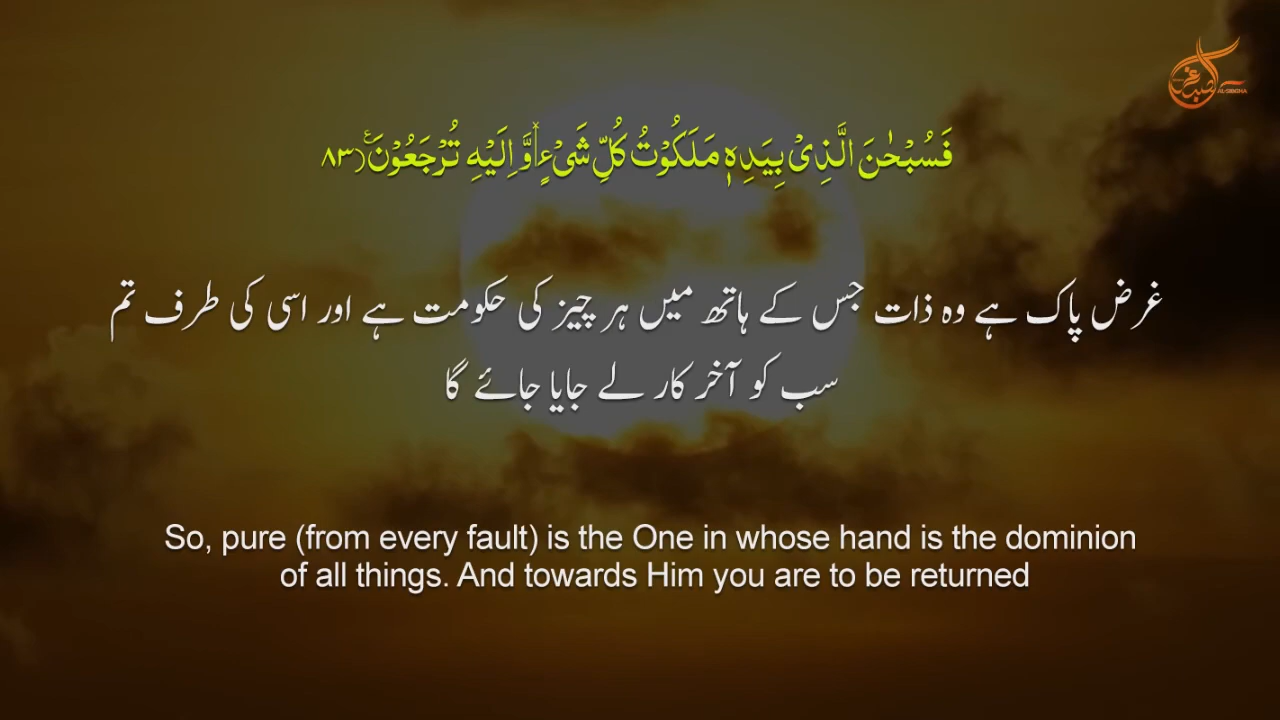 فَسُبْحٰنَ الَّذِیْ بِیَدِهٖ مَلَكُوْتُ كُلِّ شَیْءٍ وَّ اِلَیْهِ تُرْجَعُوْنَ۠(۸۳
غرض پاک ہے وہ ذات جس کے ہاتھ میں ہر چیز کی حکومت ہے اور اسی کی طرف تم
سب کو آخر کار لے جایا جائے گا
So, pure (from every fault) is the One in whose hand is the dominion
of all things. And towards Him you are to be returned